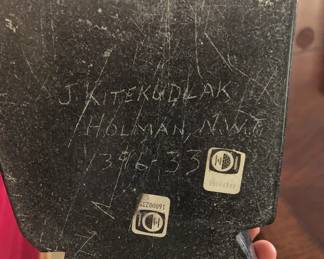 J KITEKUDLAK
HOLMAN, N.W.T
1396-33